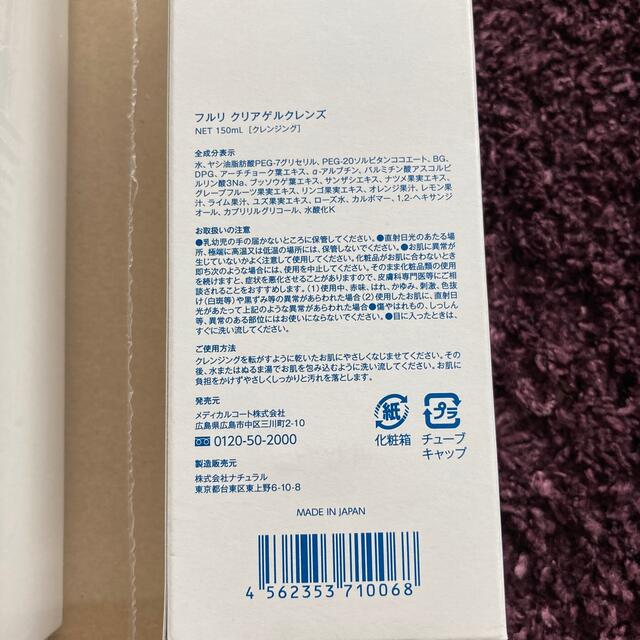 フルリ クリアゲルクレンズ
NET 150mL [クレンジング]
全成分表示
水、ヤシ油脂肪酸PEG-7グリセリル、PEG-20ソルビタンココエート、BG、
DPG、アーチチョーク葉エキス、α-アルブチン、パルミチン酸アスコルビ
ルリン酸3Na、ブッソウゲ葉エキス、サンザシエキス、ナツメ果実エキス、
グレープフルーツ果実エキス、リンゴ果実エキス、オレンジ果汁、レモン果
汁、ライム果汁、ユズ果実エキス、ローズ水、カルボマー、1,2-ヘキサンジ
オール、カプリリルグリコール、水酸化K
お取扱いの注意
●乳幼児の手の届かないところに保管してください。●直射日光のあたる場
所、極端に高温又は低温の場所には、保管しないでください。●お肌に異常が
生じていないかよく注意して使用してください。化粧品がお肌に合わないとき
即ち次のような場合には、使用を中止してください。そのまま化粧品類の使用
を続けますと、症状を悪化させることがありますので、皮膚科専門医等にご相
談されることをおすすめします。(1)使用中、赤味、はれ、かゆみ、刺激、色抜
け(白斑等)や黒ずみ等の異常があらわれた場合(2)使用したお肌に、直射日
光があたって上記のような異常があらわれた場合●傷やはれもの、しっしん
等、異常のある部位にはお使いにならないでください。●目に入ったときは、
すぐに洗い流してください。
ご使用方法
クレンジングを転がすように乾いたお肌にやさしくなじませてください。その
後、水またはぬるま湯でお肌を包み込むように洗い流してください。お肌に
負担をかけずやさしくしっかりと汚れを落とします。
発売元
メディカルコート株式会社
広島県広島市中区三川町2-10
0120-50-2000
紙
化粧箱
プラ
チューブ
キャップ
製造販売元
株式会社ナチュラル
東京都台東区東上野6-10-8
MADE IN JAPAN
4 562353 710068